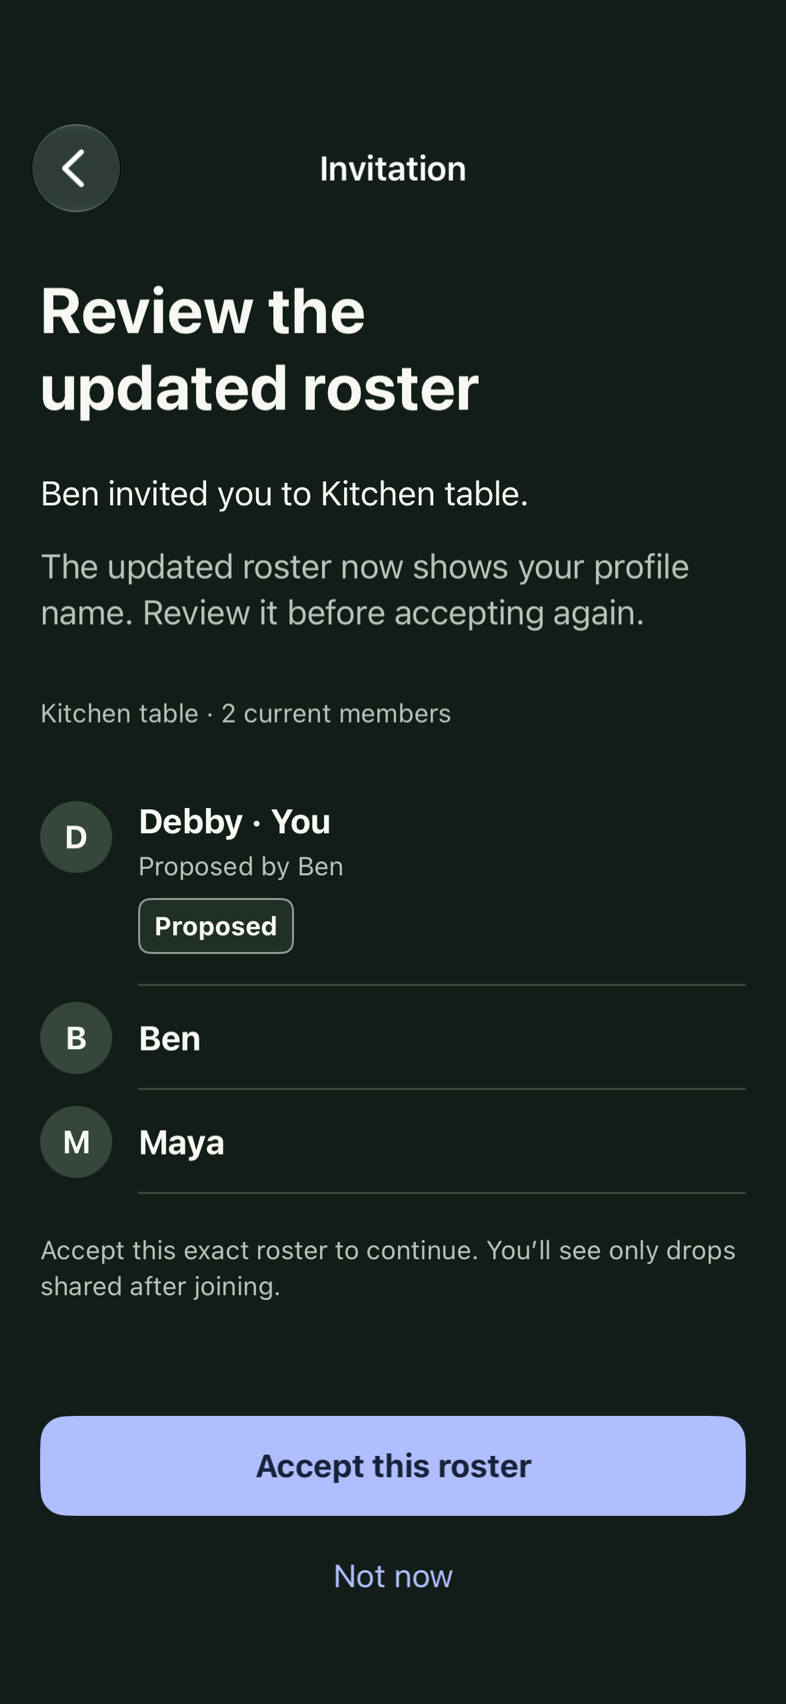 Invitation
Review the
updated roster
Ben invited you to Kitchen table.
The updated roster now shows your profile
name. Review it before accepting again.
Kitchen table · 2 current members
D
Debby · You
Proposed by Ben
Proposed
B
Ben
M
Maya
Accept this exact roster to continue. You’ll see only drops
shared after joining.
Accept this roster
Not now